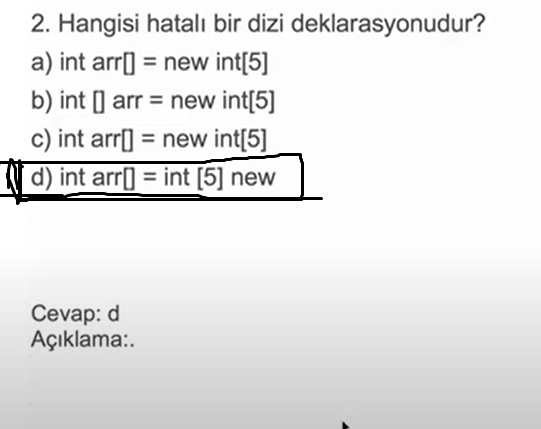 2. Hangisi hatalı bir dizi deklarasyonudur?
a) int arr[] = new int[5]
b) int [] arr = new int[5]
c) int arr[] = new int[5]
d) int arr[] = int [5] new
Cevap: d
Açıklama:.